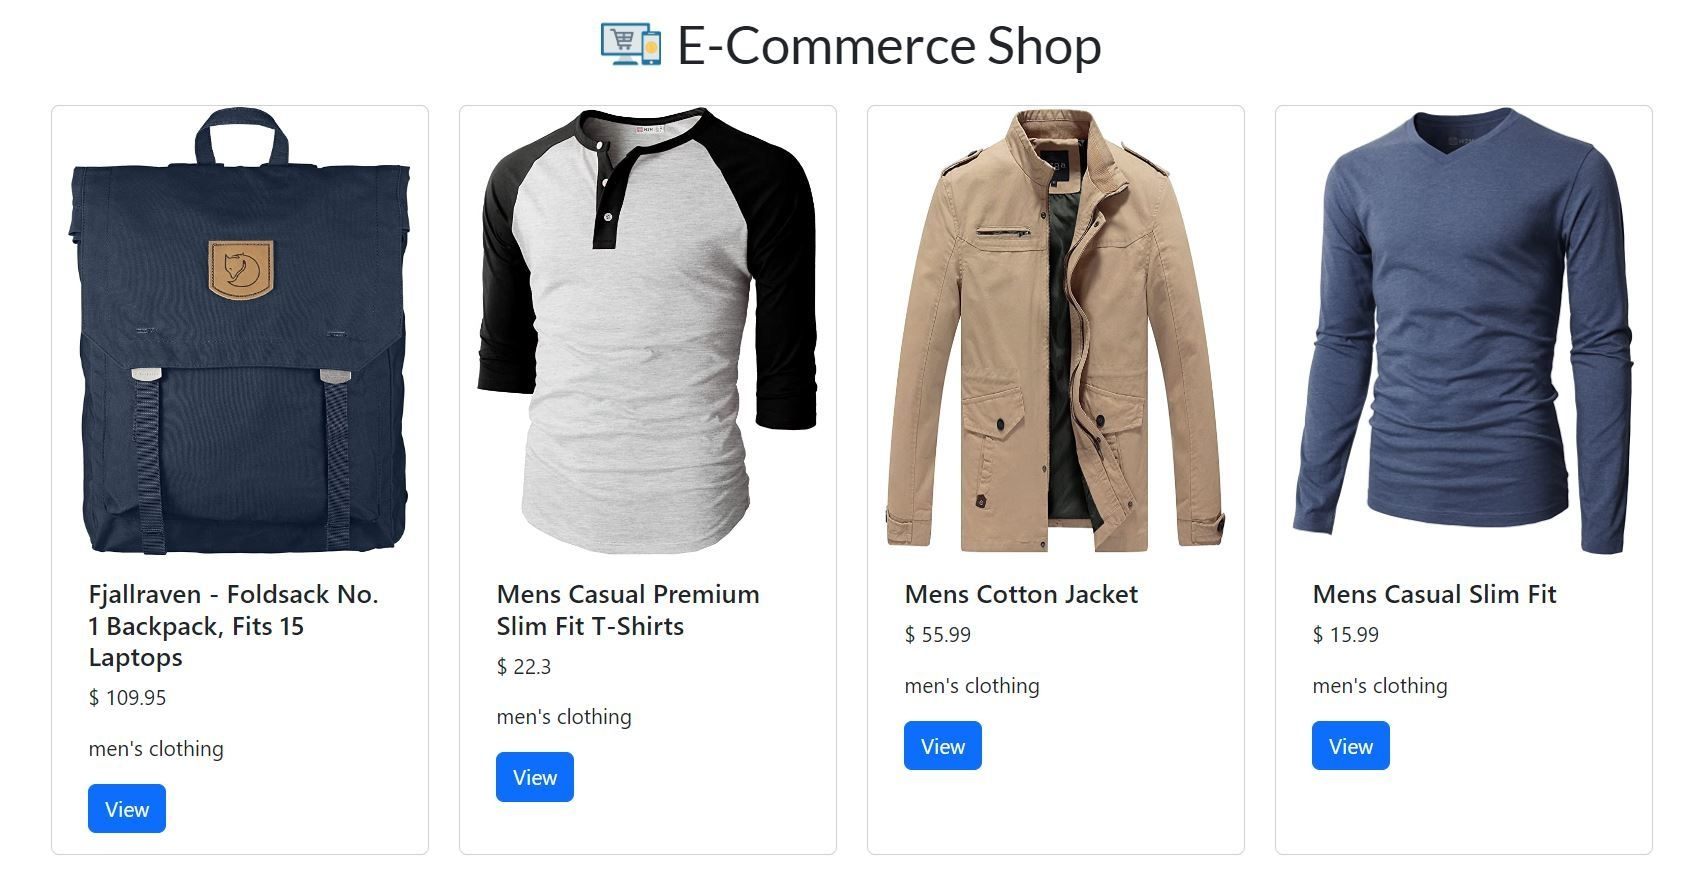 E-Commerce Shop
Fjallraven - Foldsack No.
1 Backpack, Fits 15
Laptops
$ 109.95
men's clothing
View
Mens Casual Premium
Slim Fit T-Shirts
$ 22.3
men's clothing
View
Mens Cotton Jacket
$ 55.99
men's clothing
View
Mens Casual Slim Fit
$ 15.99
men's clothing
View